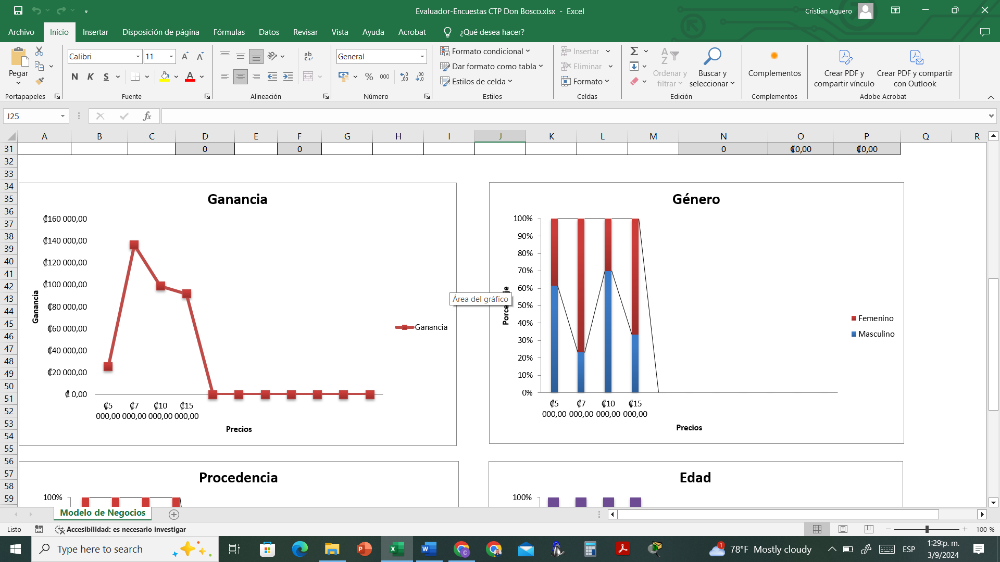 Evaluador-Encuestas CTP Don Bosco.xlsx - Excel
Cristian Aguero
Archivo Inicio Insertar Disposición de página Fórmulas Datos Revisar Vista Ayuda Acrobat ¿Qué desea hacer?
Pegar
Portapapeles
Calibri 11
N K S
Fuente
Alineación
General
% 000
Número
Formato condicional
Dar formato como tabla
Estilos de celda
Estilos
Insertar
Eliminar
Formato
Celdas
Ordenar y
filtrar
Buscar y
seleccionar
Edición
Complementos
Complementos
Crear PDF y
compartir vínculo
Crear PDF y compartir
con Outlook
Adobe Acrobat
J25
fx
A B C D E F G H I J K L M N O P Q R
31 0 0 0 ₡0,00 ₡0,00
32
33
34
35
36
37
38
39
40
41
42
43
44
45
46
47
48
49
50
51
52
53
54
55
56
57
58
59
Ganancia
₡160 000,00
₡140 000,00
₡120 000,00
₡100 000,00
₡80 000,00
₡60 000,00
₡40 000,00
₡20 000,00
₡ 0,00
Ganancia
₡5 ₡7 ₡10 ₡15
000,00 000,00 000,00 000,00
Precios
Ganancia
Área del gráfico
Género
100%
90%
80%
70%
60%
50%
40%
30%
20%
10%
0%
₡5 ₡7 ₡10 ₡15
000,00 000,00 000,00 000,00
Precios
Femenino
Masculino
Procedencia
100%
Edad
100%
Modelo de Negocios
Listo
Accesibilidad: es necesario investigar
100 %
Type here to search
78°F Mostly cloudy
ESP
1:29:p. m.
3/9/2024